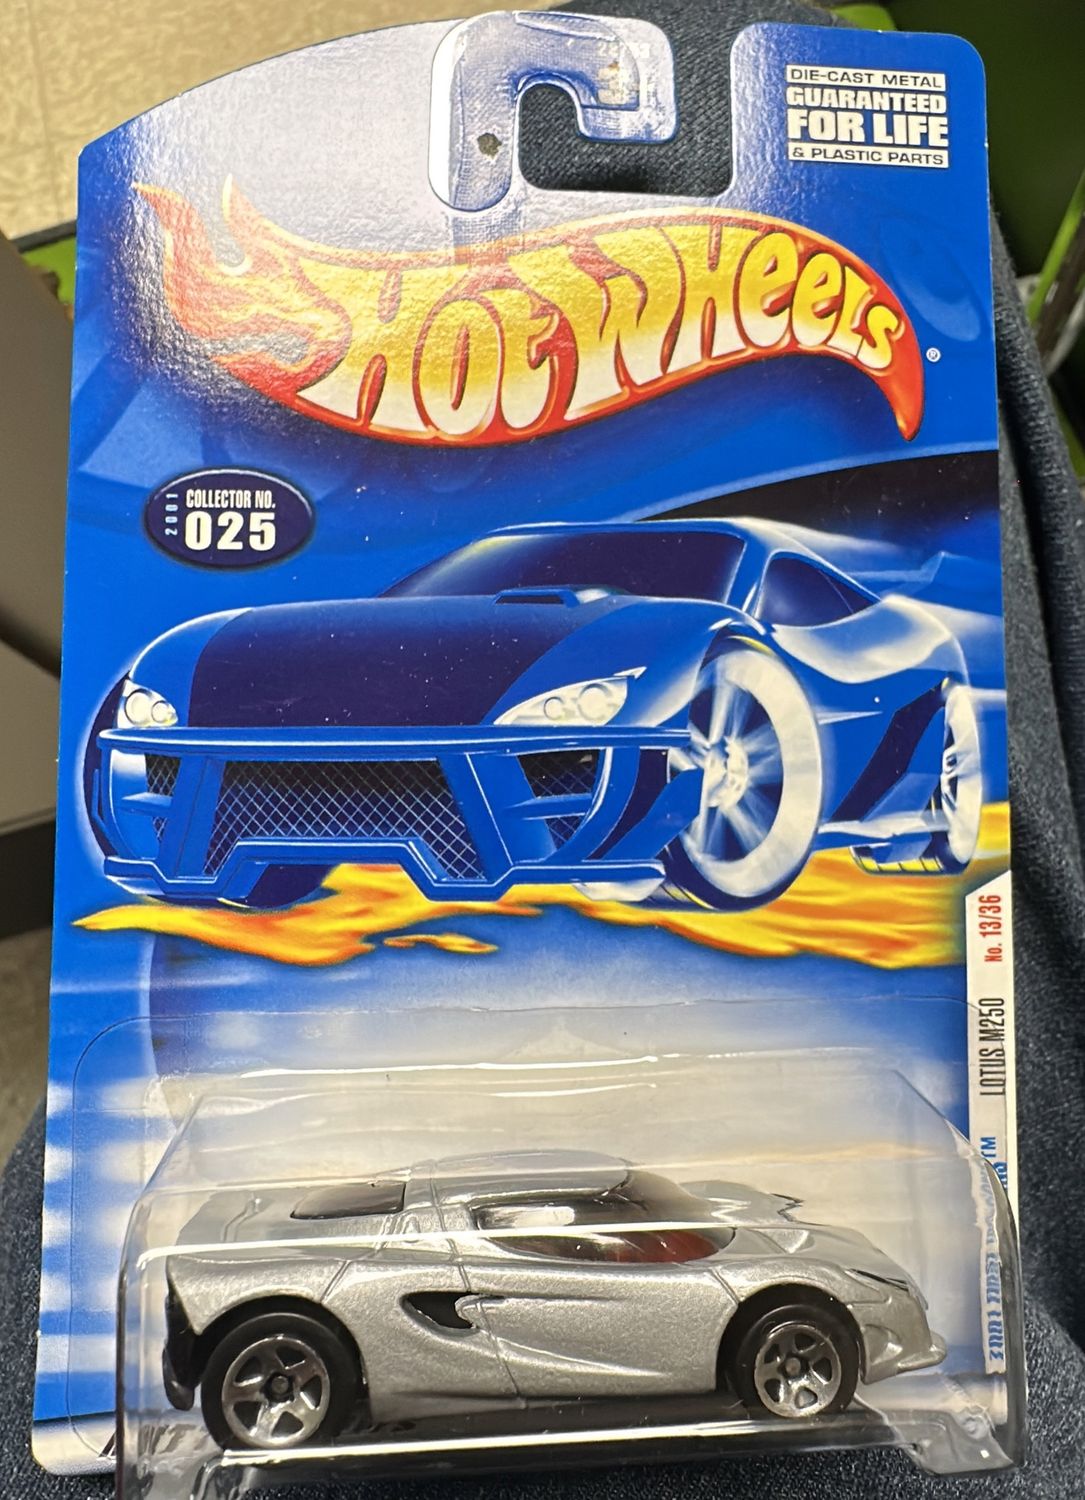 DIE-CAST METAL
GUARANTEED
FOR LIFE
& PLASTIC PARTS
HOT WHEELS®
2001
COLLECTOR NO.
025
No. 13/36
LOTUS M250